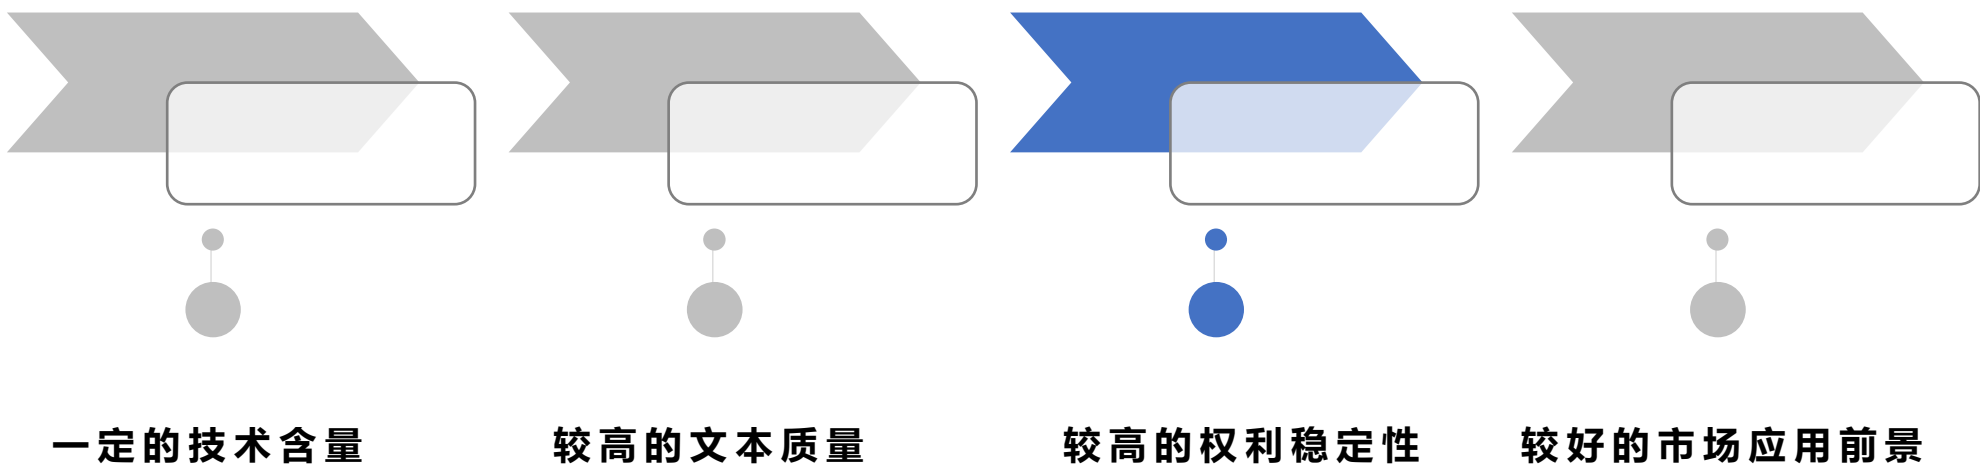 一定的技术含量
较高的文本质量
较高的权利稳定性
较好的市场应用前景